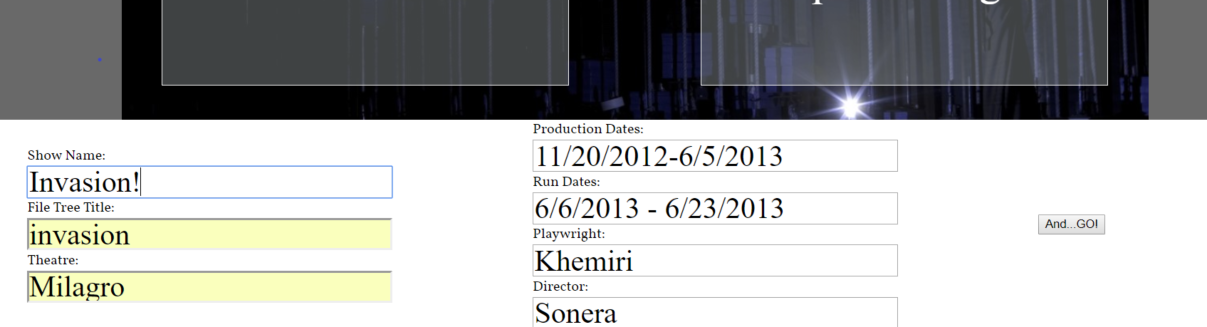 Show Name:
Invasion!
File Tree Title:
invasion
Theatre:
Milagro
Production Dates:
11/20/2012-6/5/2013
Run Dates:
6/6/2013 - 6/23/2013
Playwright:
Khemiri
Director:
Sonera
And...GO!